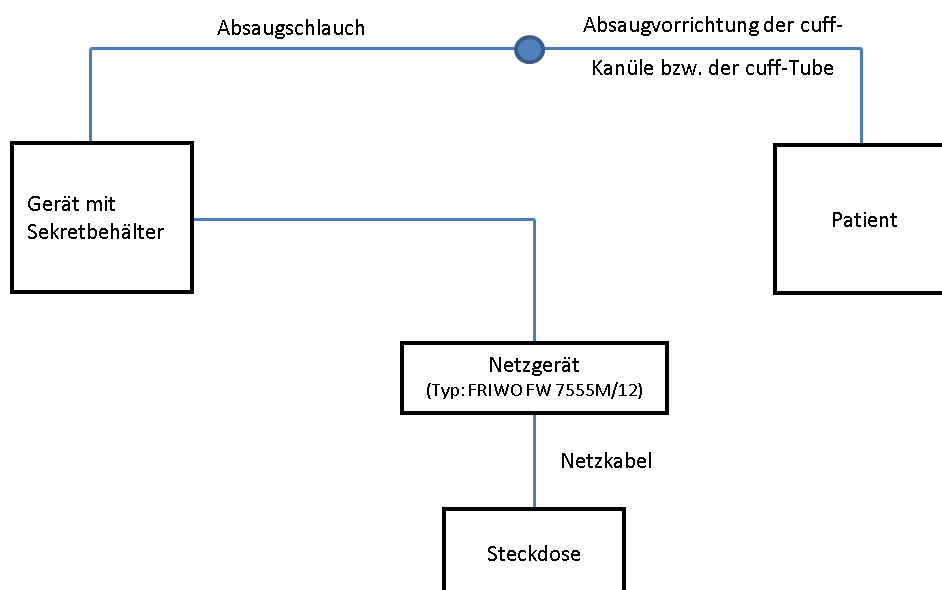 Absaugschlauch
Absaugvorrichtung der cuff-
Kanüle bzw. der cuff-Tube
Gerät mit
Sekretbehälter
Patient
Netzgerät
(Typ: FRIWO FW 7555M/12)
Netzkabel
Steckdose